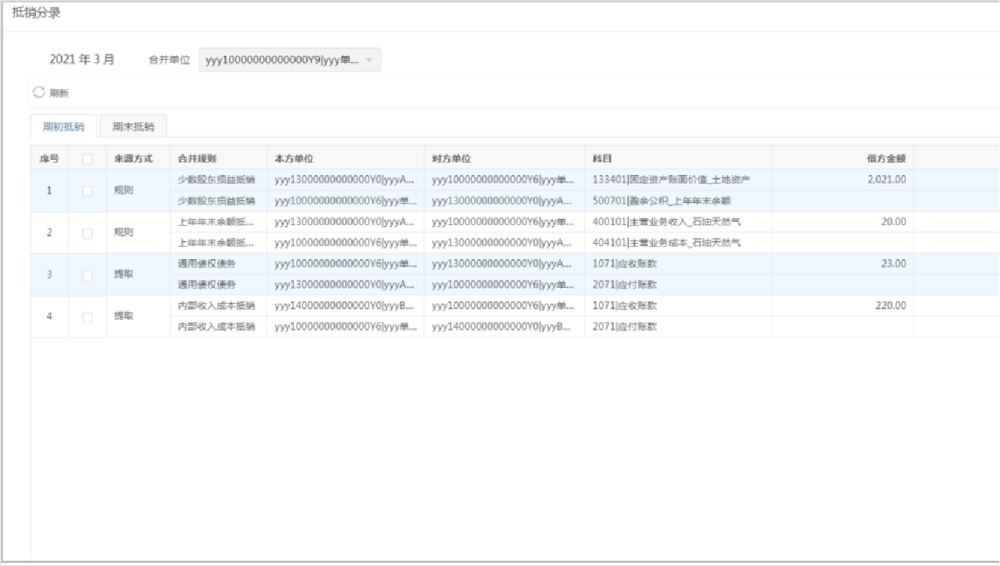 抵销分录
2021 年 3 月 合并单位 yyy10000000000000Y9|yyy单...
刷新
期初抵销 期末抵销
序号 来源方式 合并规则 本方单位 对方单位 科目 借方金额
1 规则 少数股东损益抵销 yyy13000000000000Y0|yyyA... yyy10000000000000Y6|yyy单... 133401|固定资产账面价值_土地资产 2,021.00
少数股东损益抵销 yyy10000000000000Y6|yyy单... yyy13000000000000Y0|yyyA... 500701|盈余公积_上年年末余额
2 规则 上年年末余额抵... yyy13000000000000Y0|yyyA... yyy10000000000000Y6|yyy单... 400101|主营业务收入_石油天然气 20.00
上年年末余额抵... yyy10000000000000Y6|yyy单... yyy13000000000000Y0|yyyA... 404101|主营业务成本_石油天然气
3 提取 通用债权债务 yyy10000000000000Y6|yyy单... yyy13000000000000Y0|yyyA... 1071|应收账款 23.00
通用债权债务 yyy13000000000000Y0|yyyA... yyy10000000000000Y6|yyy单... 2071|应付账款
4 提取 内部收入成本抵销 yyy14000000000000Y0|yyyB... yyy10000000000000Y6|yyy单... 1071|应收账款 220.00
内部收入成本抵销 yyy10000000000000Y6|yyy单... yyy14000000000000Y0|yyyB... 2071|应付账款